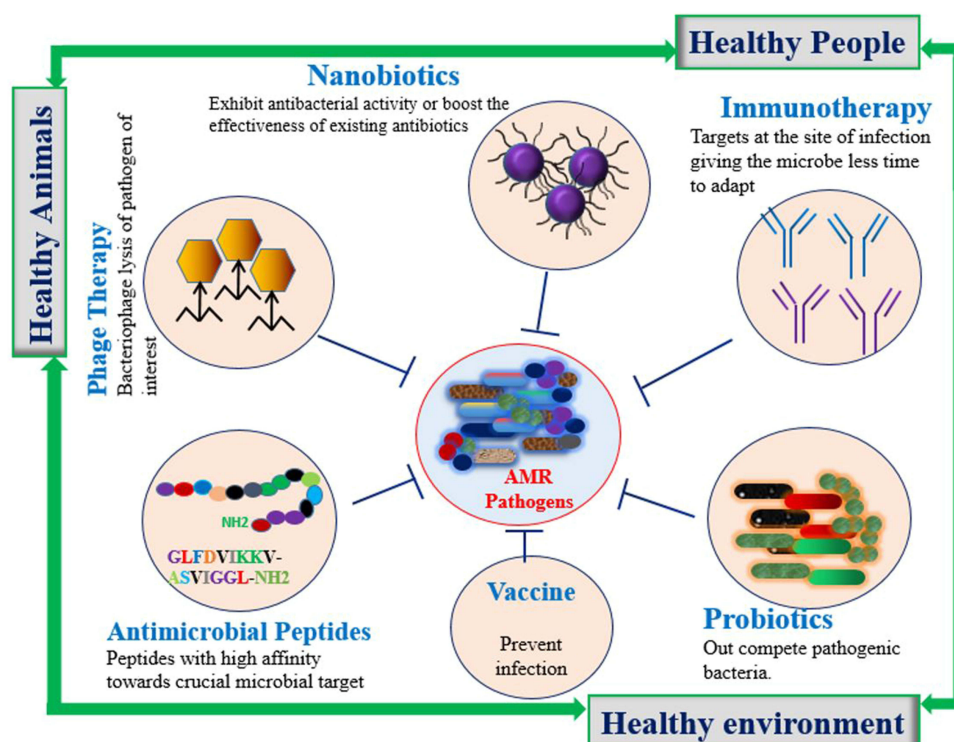 Healthy People
Healthy Animals
Nanobiotics
Exhibit antibacterial activity or boost the
effectiveness of existing antibiotics
Immunotherapy
Targets at the site of infection
giving the microbe less time
to adapt
Phage Therapy
Bacteriophage lysis of pathogen of
interest
AMR
Pathogens
NH2
GLFDVIKKV-
ASVIGGL-NH2
Antimicrobial Peptides
Peptides with high affinity
towards crucial microbial target
Vaccine
Prevent
infection
Probiotics
Out compete pathogenic
bacteria.
Healthy environment